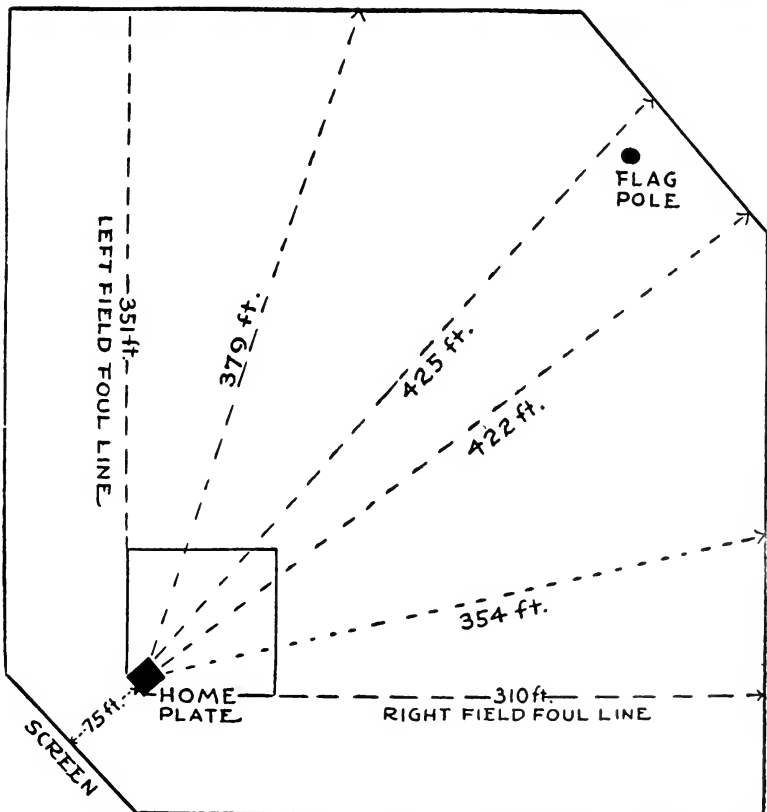 FLAG
POLE
LEFT FIELD FOUL LINE
351 ft.
379 ft.
425 ft.
422 ft.
354 ft.
HOME
PLATE
310 ft.
RIGHT FIELD FOUL LINE
75 ft.
SCREEN